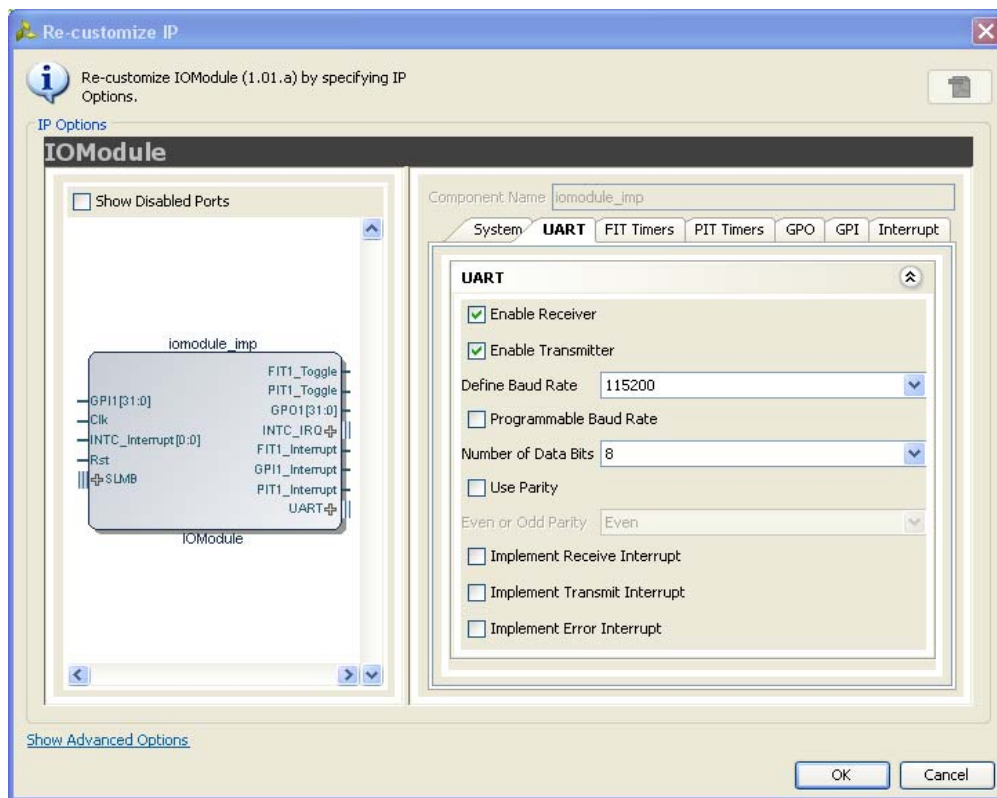 Re-customize IP
Re-customize IOModule (1.01.a) by specifying IP
Options.
IP Options
IOModule
Show Disabled Ports
iomodule_imp
GPI1[31:0]
Clk
INTC_Interrupt[0:0]
Rst
SLMB
FIT1_Toggle
PIT1_Toggle
GPO1[31:0]
INTC_IRQ
FIT1_Interrupt
GPI1_Interrupt
PIT1_Interrupt
UART
IOModule
Component Name iomodule_imp
System UART FIT Timers PIT Timers GPO GPI Interrupt
UART
Enable Receiver
Enable Transmitter
Define Baud Rate 115200
Programmable Baud Rate
Number of Data Bits 8
Use Parity
Even or Odd Parity Even
Implement Receive Interrupt
Implement Transmit Interrupt
Implement Error Interrupt
Show Advanced Options
OK Cancel